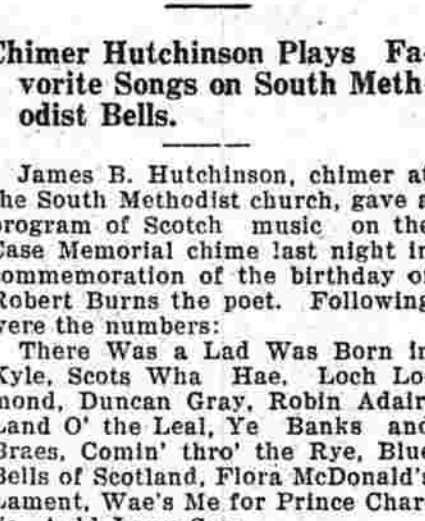 Chimer Hutchinson Plays Fa-
vorite Songs on South Meth-
odist Bells.
James B. Hutchinson, chimer at
the South Methodist church, gave a
program of Scotch music on the
Case Memorial chime last night in
commemoration of the birthday of
Robert Burns the poet. Following
were the numbers:
There Was a Lad Was Born in
Kyle, Scots Wha Hae, Loch Lo-
mond, Duncan Gray, Robin Adair,
Land O' the Leal, Ye Banks and
Braes, Comin' thro' the Rye, Blue
Bells of Scotland, Flora McDonald's
Lament, Wae's Me for Prince Char-